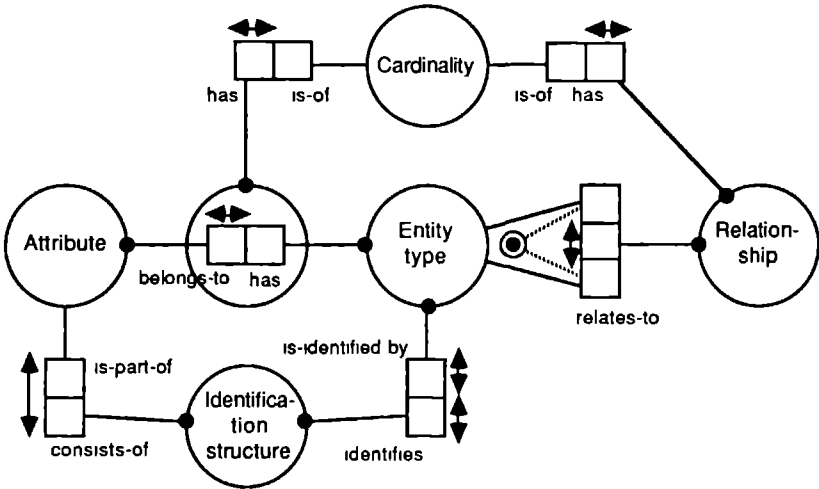 Cardinality
has
is-of
is-of
has
Attribute
belongs-to
has
Entity
type
Relation-
ship
relates-to
is-part-of
is-identified by
Identifica-
tion
structure
consists-of
identifies